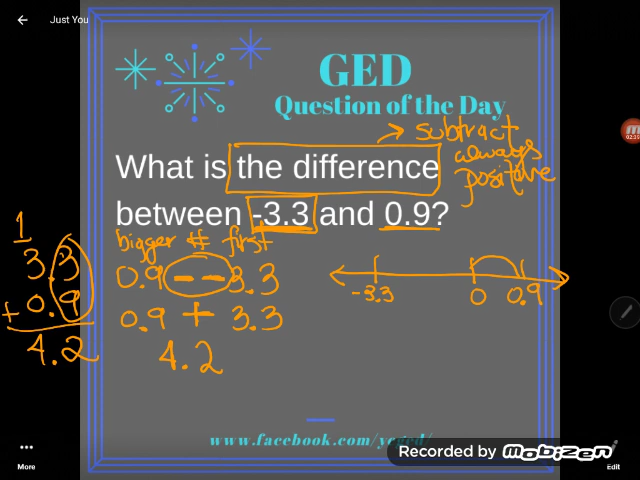 Just You
GED
Question of the Day
→ subtract
always
positive
What is the difference
between -3.3 and 0.9?
bigger # first
0.9 - - 3.3
0.9 + 3.3
4.2
1
3.3
+ 0.9
4.2
-3.3 0 0.9
www.facebook.com/ycged/
Recorded by mobizen
More
Edit